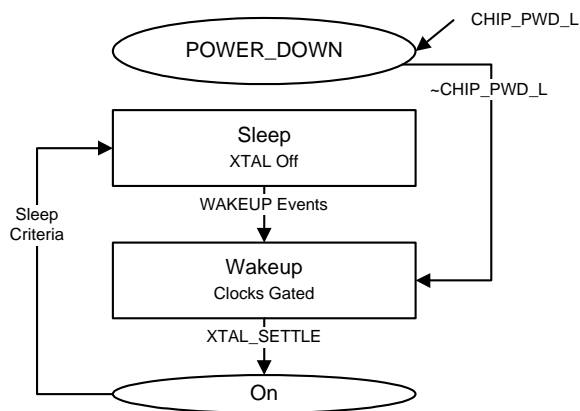 CHIP_PWD_L
POWER_DOWN
~CHIP_PWD_L
Sleep
XTAL Off
WAKEUP Events
Sleep
Criteria
Wakeup
Clocks Gated
XTAL_SETTLE
On